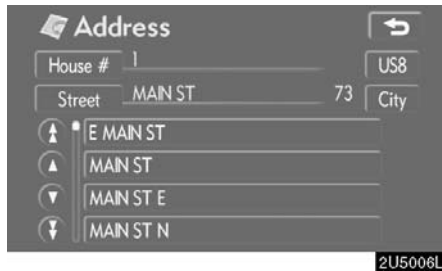 Address
House # 1 US8
Street MAIN ST 73 City
E MAIN ST
MAIN ST
MAIN ST E
MAIN ST N
2U5006L